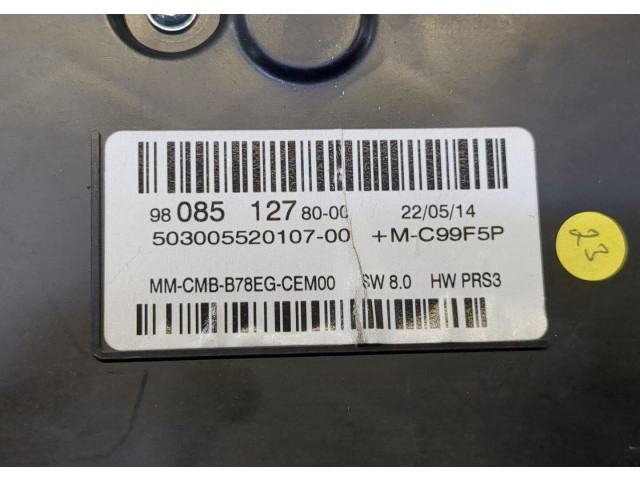 98 085 127 80-00 22/05/14
503005520107-00 +M-C99F5P
MM-CMB-B78EG-CEM00 SW 8.0 HW PRS3
23